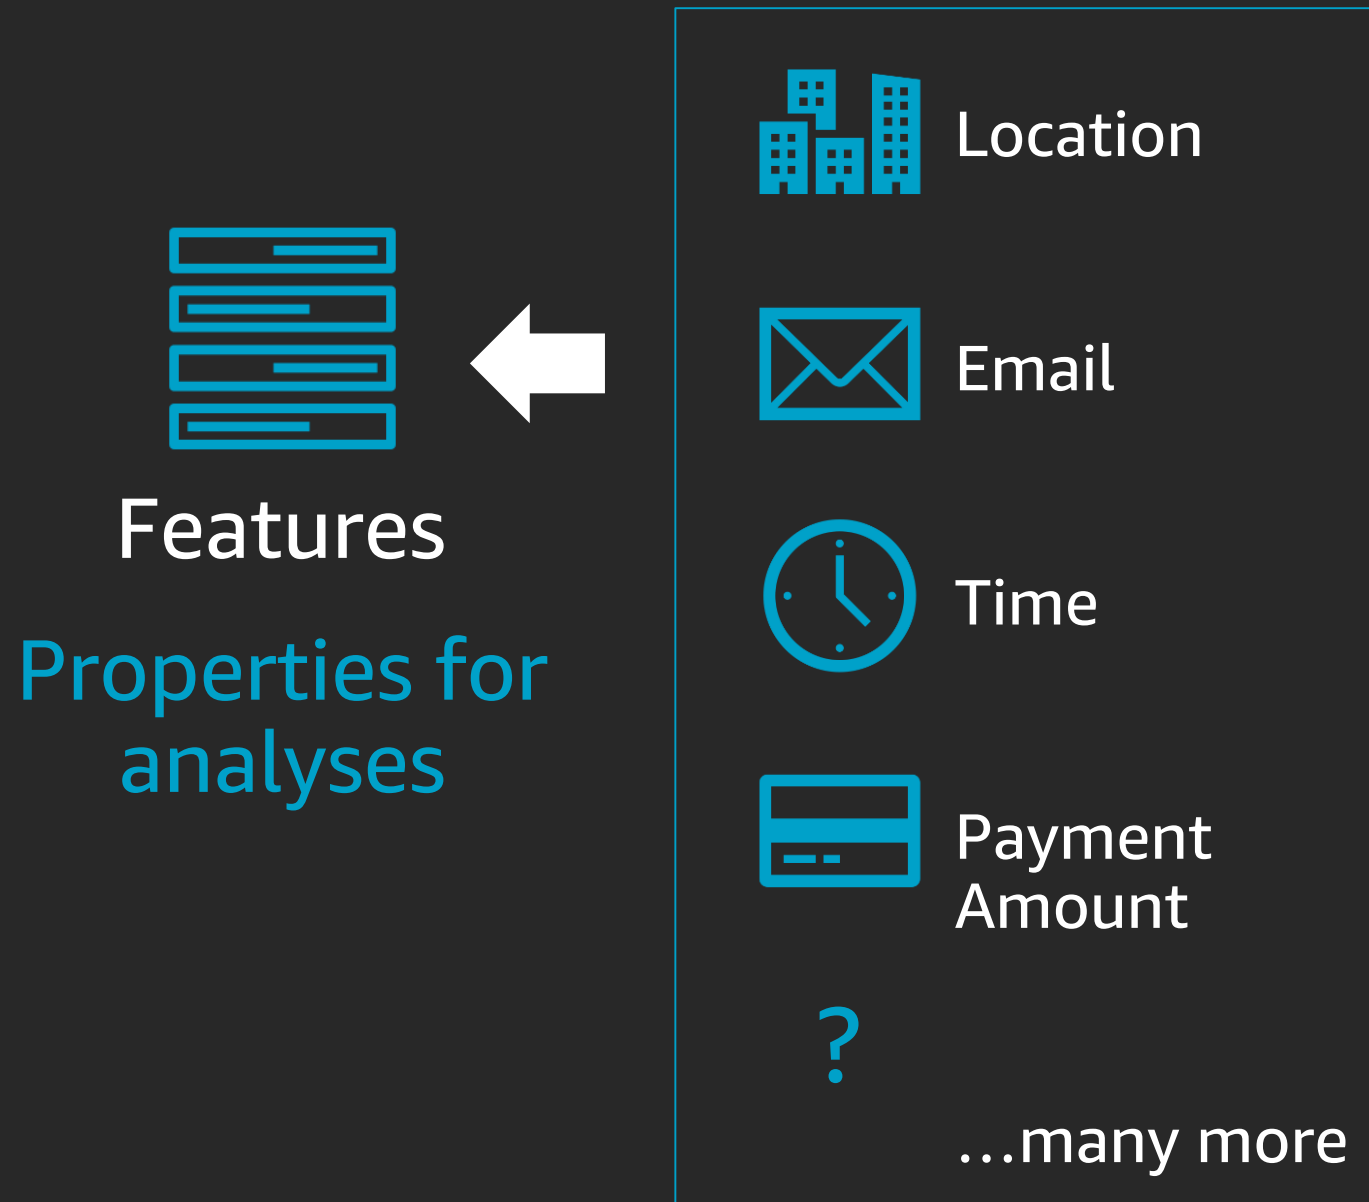 Features
Properties for
analyses
Location
Email
Time
Payment
Amount
?
...many more